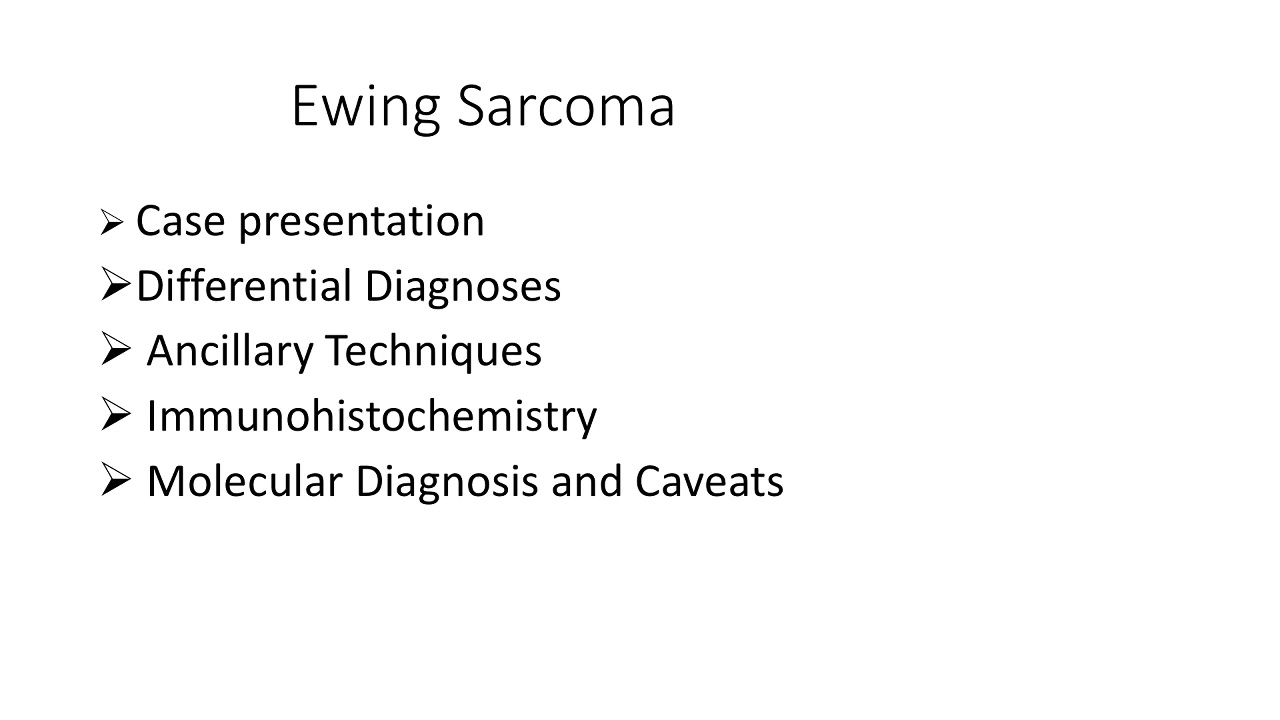 Ewing Sarcoma
➢ Case presentation
➢Differential Diagnoses
➢ Ancillary Techniques
➢ Immunohistochemistry
➢ Molecular Diagnosis and Caveats